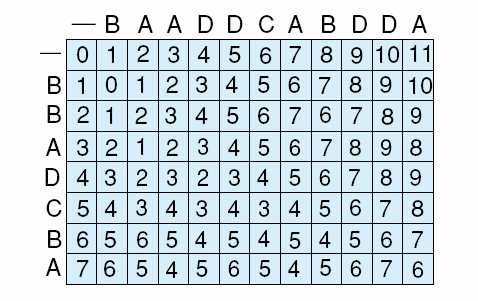 — B A A D D C A B D D A
— 0 1 2 3 4 5 6 7 8 9 10 11
B 1 0 1 2 3 4 5 6 7 8 9 10
B 2 1 2 3 4 5 6 7 6 7 8 9
A 3 2 1 2 3 4 5 6 7 8 9 8
D 4 3 2 3 2 3 4 5 6 7 8 9
C 5 4 3 4 3 4 3 4 5 6 7 8
B 6 5 6 5 4 5 4 5 4 5 6 7
A 7 6 5 4 5 6 5 4 5 6 7 6